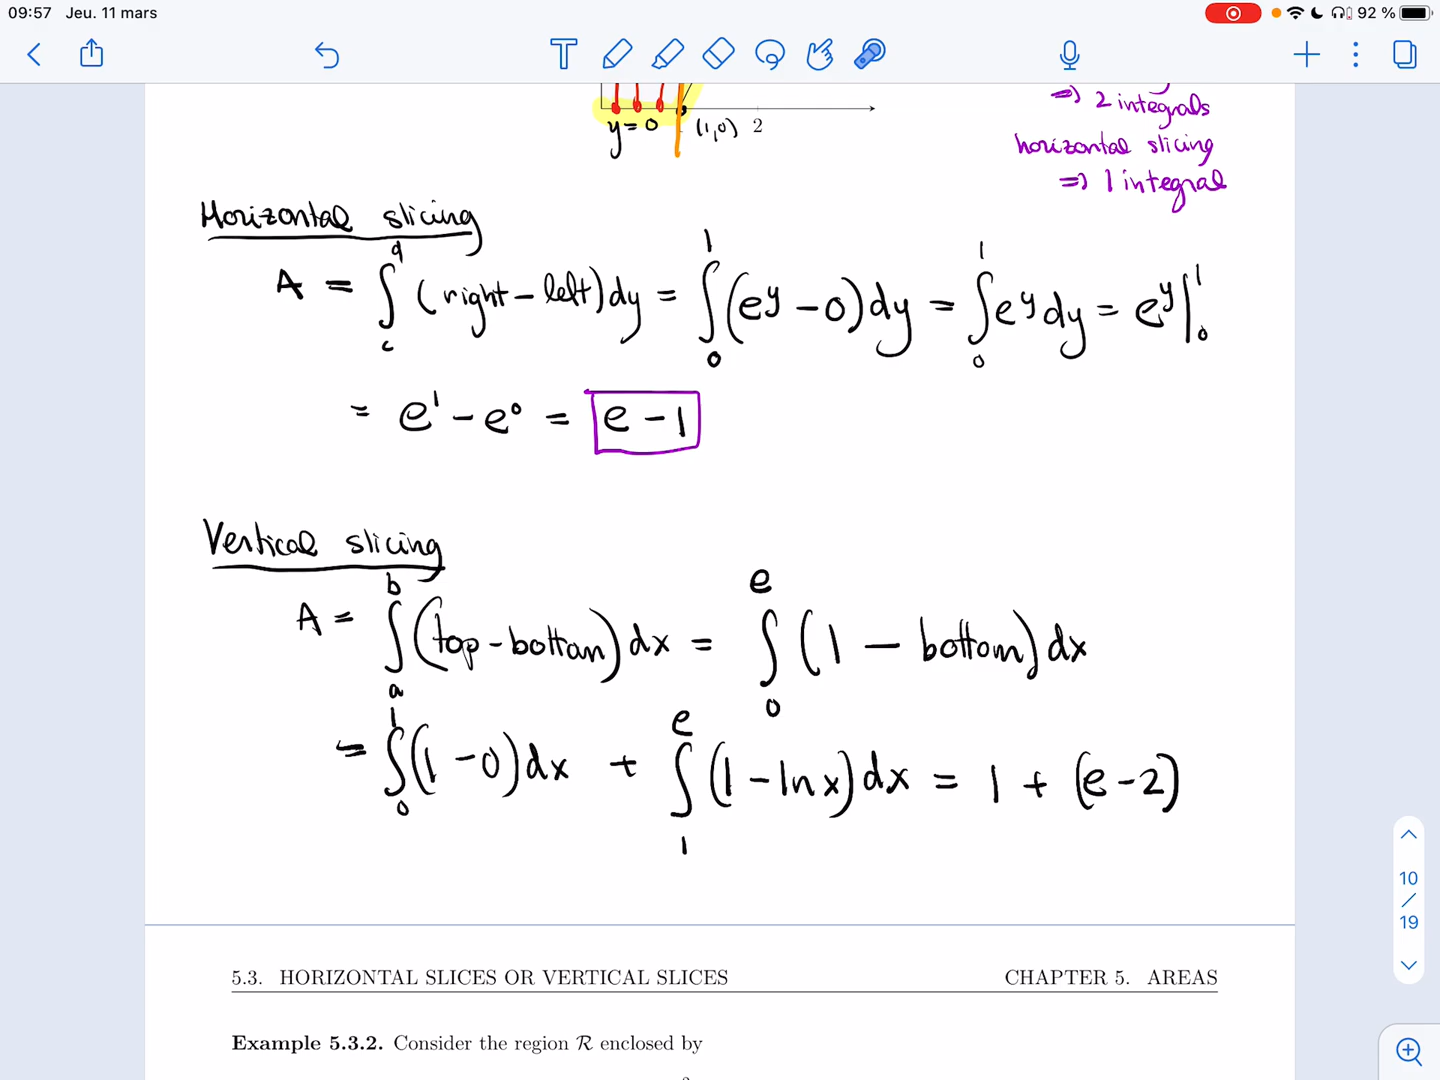 09:57 Jeu. 11 mars 92 %
T
⇒ 2 integrals
y = 0 (1,0) 2
horizontal slicing
⇒ 1 integral
Horizontal slicing
A = ∫_c^d (right − left) dy = ∫_0^1 (e^y − 0) dy = ∫_0^1 e^y dy = e^y |_0^1
= e^1 − e^0 = e − 1
Vertical slicing
A = ∫_a^b (top − bottom) dx = ∫_0^e (1 − bottom) dx
= ∫_0^1 (1 − 0) dx + ∫_1^e (1 − ln x) dx = 1 + (e − 2)
10
/
19
5.3. HORIZONTAL SLICES OR VERTICAL SLICES CHAPTER 5. AREAS
Example 5.3.2. Consider the region R enclosed by